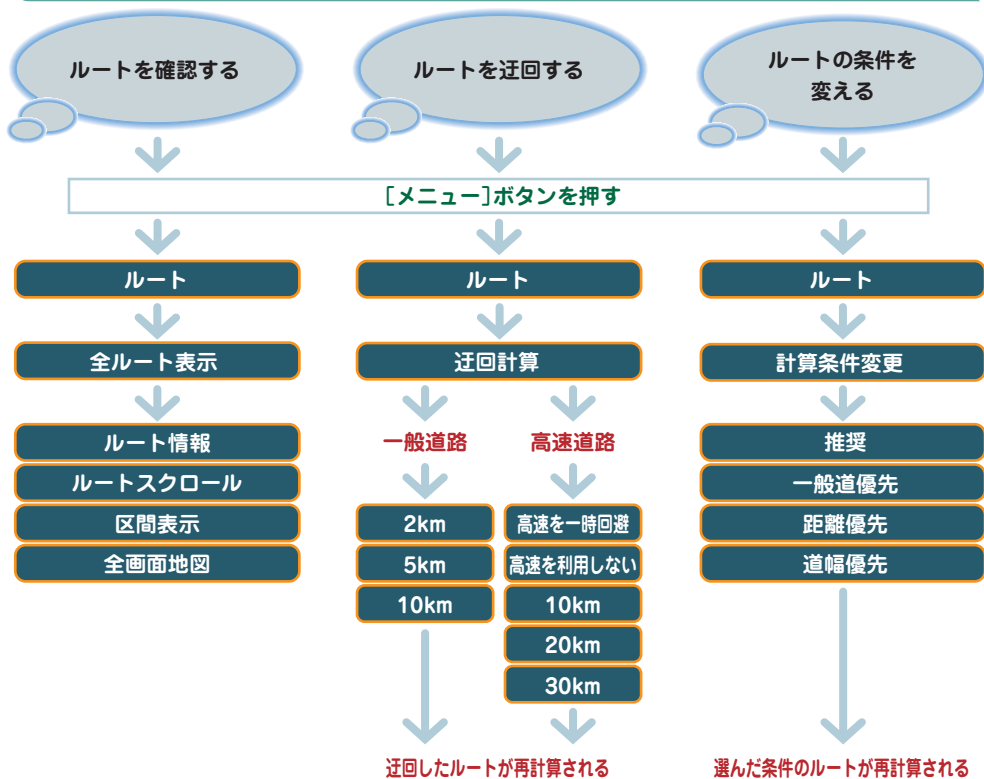 ルートを確認する
ルートを迂回する
ルートの条件を
変える
[メニュー]ボタンを押す
ルート
全ルート表示
ルート情報
ルートスクロール
区間表示
全画面地図
ルート
迂回計算
一般道路
2km
5km
10km
高速道路
高速を一時回避
高速を利用しない
10km
20km
30km
迂回したルートが再計算される
ルート
計算条件変更
推奨
一般道優先
距離優先
道幅優先
選んだ条件のルートが再計算される